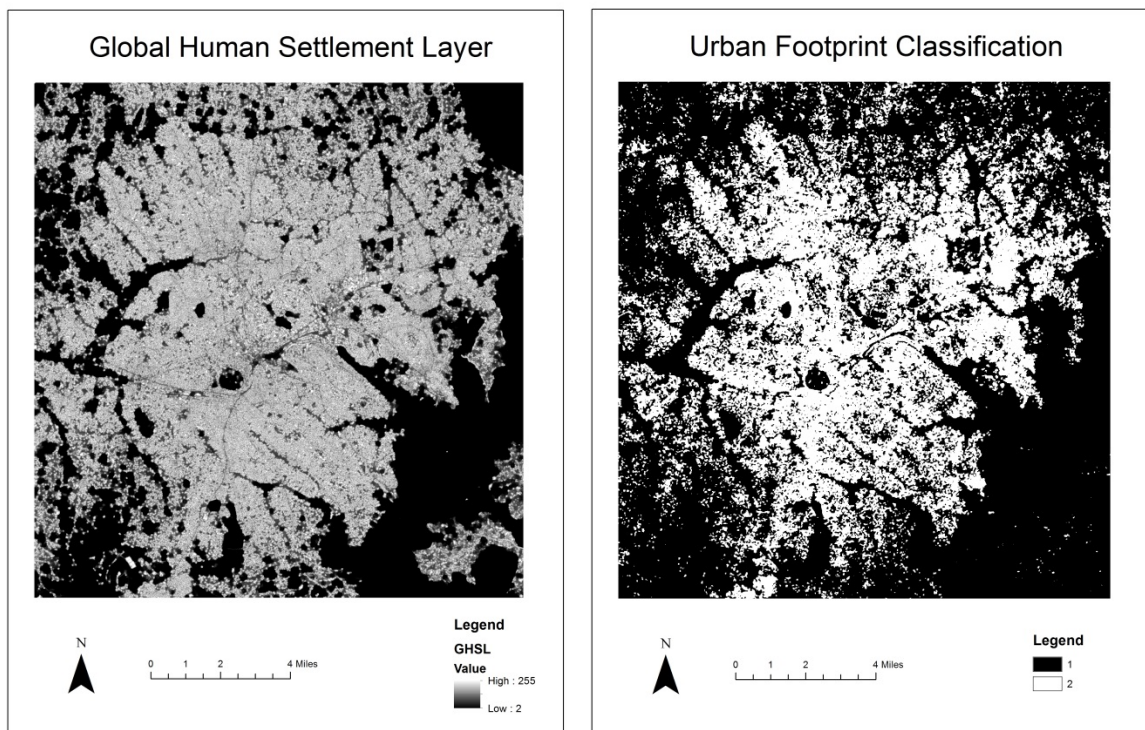 Global Human Settlement Layer
N
0 1 2 4 Miles
Legend
GHSL
Value
High : 255
Low : 2
Urban Footprint Classification
N
0 1 2 4 Miles
Legend
1
2